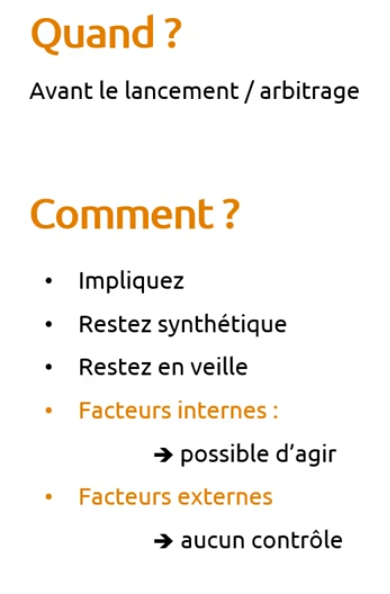 Quand ?
Avant le lancement / arbitrage
Comment ?
• Impliquez
• Restez synthétique
• Restez en veille
• Facteurs internes :
➔ possible d’agir
• Facteurs externes
➔ aucun contrôle